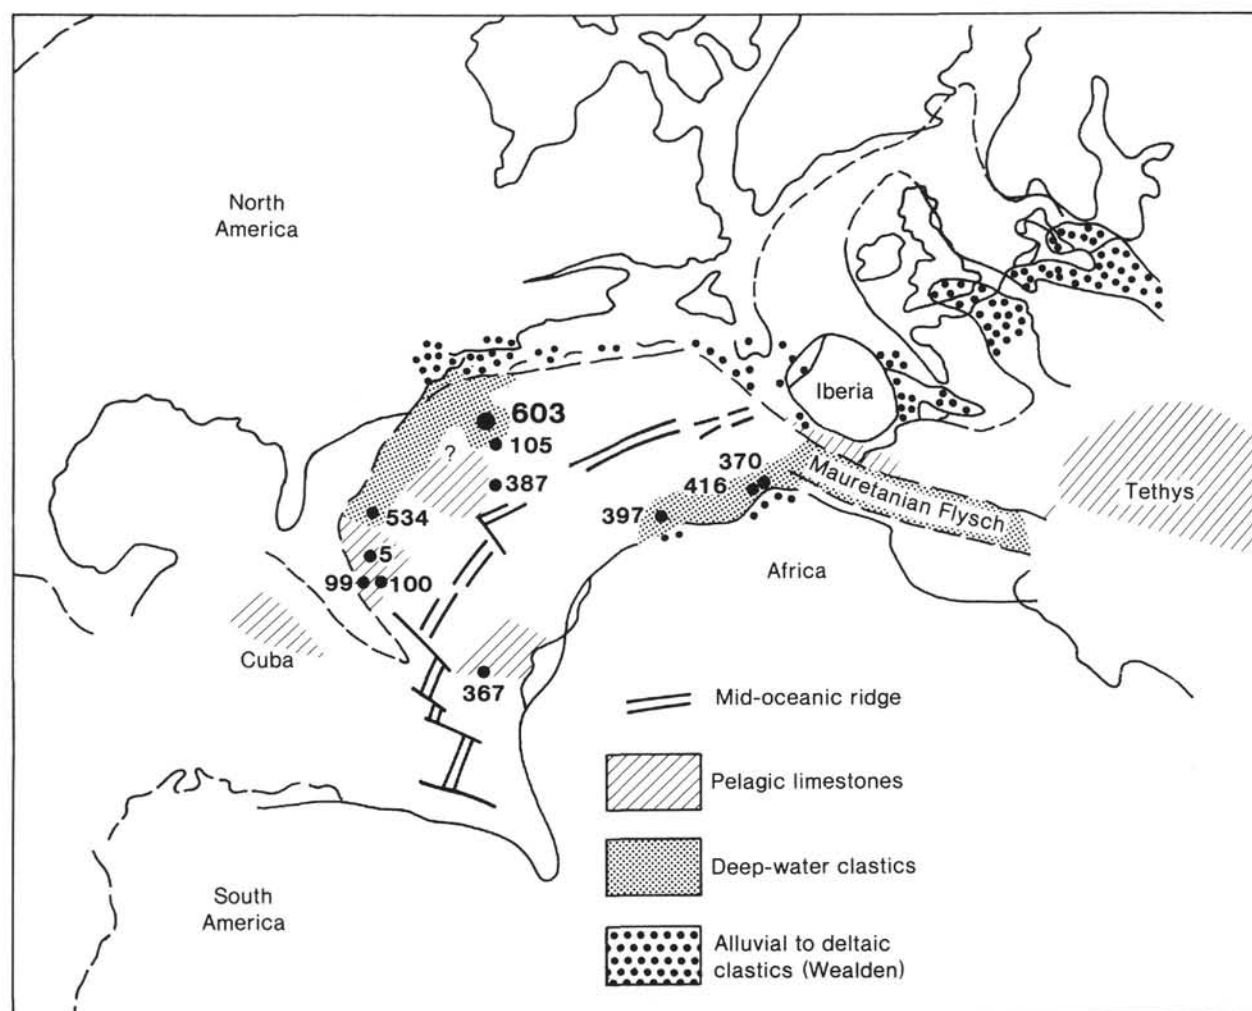 North
America
Iberia
603
105
?
387
370
416
Mauretanian Flysch
Tethys
534
397
5
99
100
Africa
Cuba
367
Mid-oceanic ridge
Pelagic limestones
Deep-water clastics
South
America
Alluvial to deltaic
clastics (Wealden)